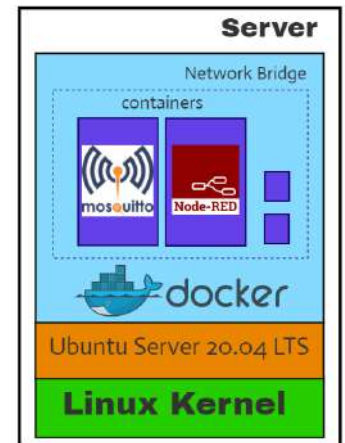 Server
Network Bridge
containers
mosquitto
Node-RED
docker
Ubuntu Server 20.04 LTS
Linux Kernel